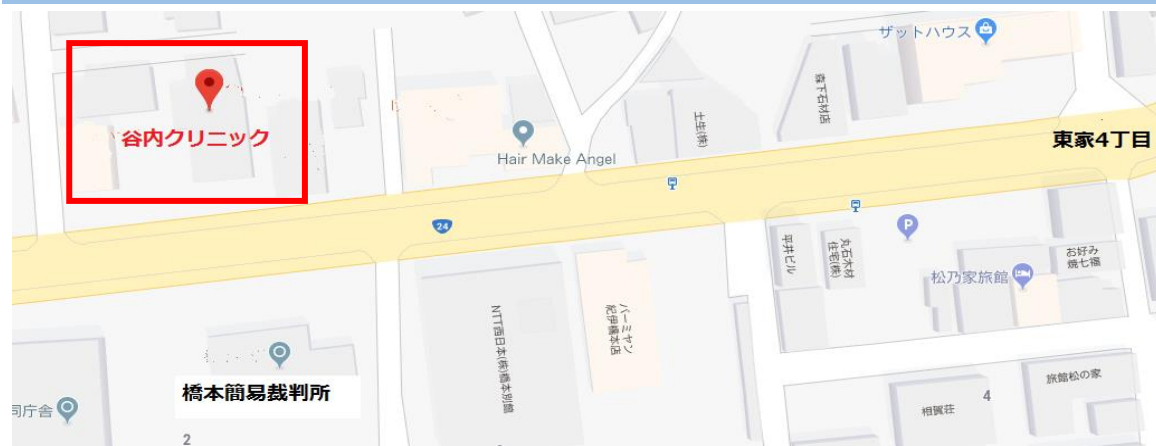 ザットハウス
谷内クリニック
Hair Make Angel
土生(株)
森下石材店
東家4丁目
24
P
平井ビル
丸石木材
住宅(株)
お好み
焼七福
松乃家旅館
NTT西日本(株)橋本別館
バーミヤン
紀伊橋本店
橋本簡易裁判所
同庁舎
2
4
相賀荘
旅館松の家